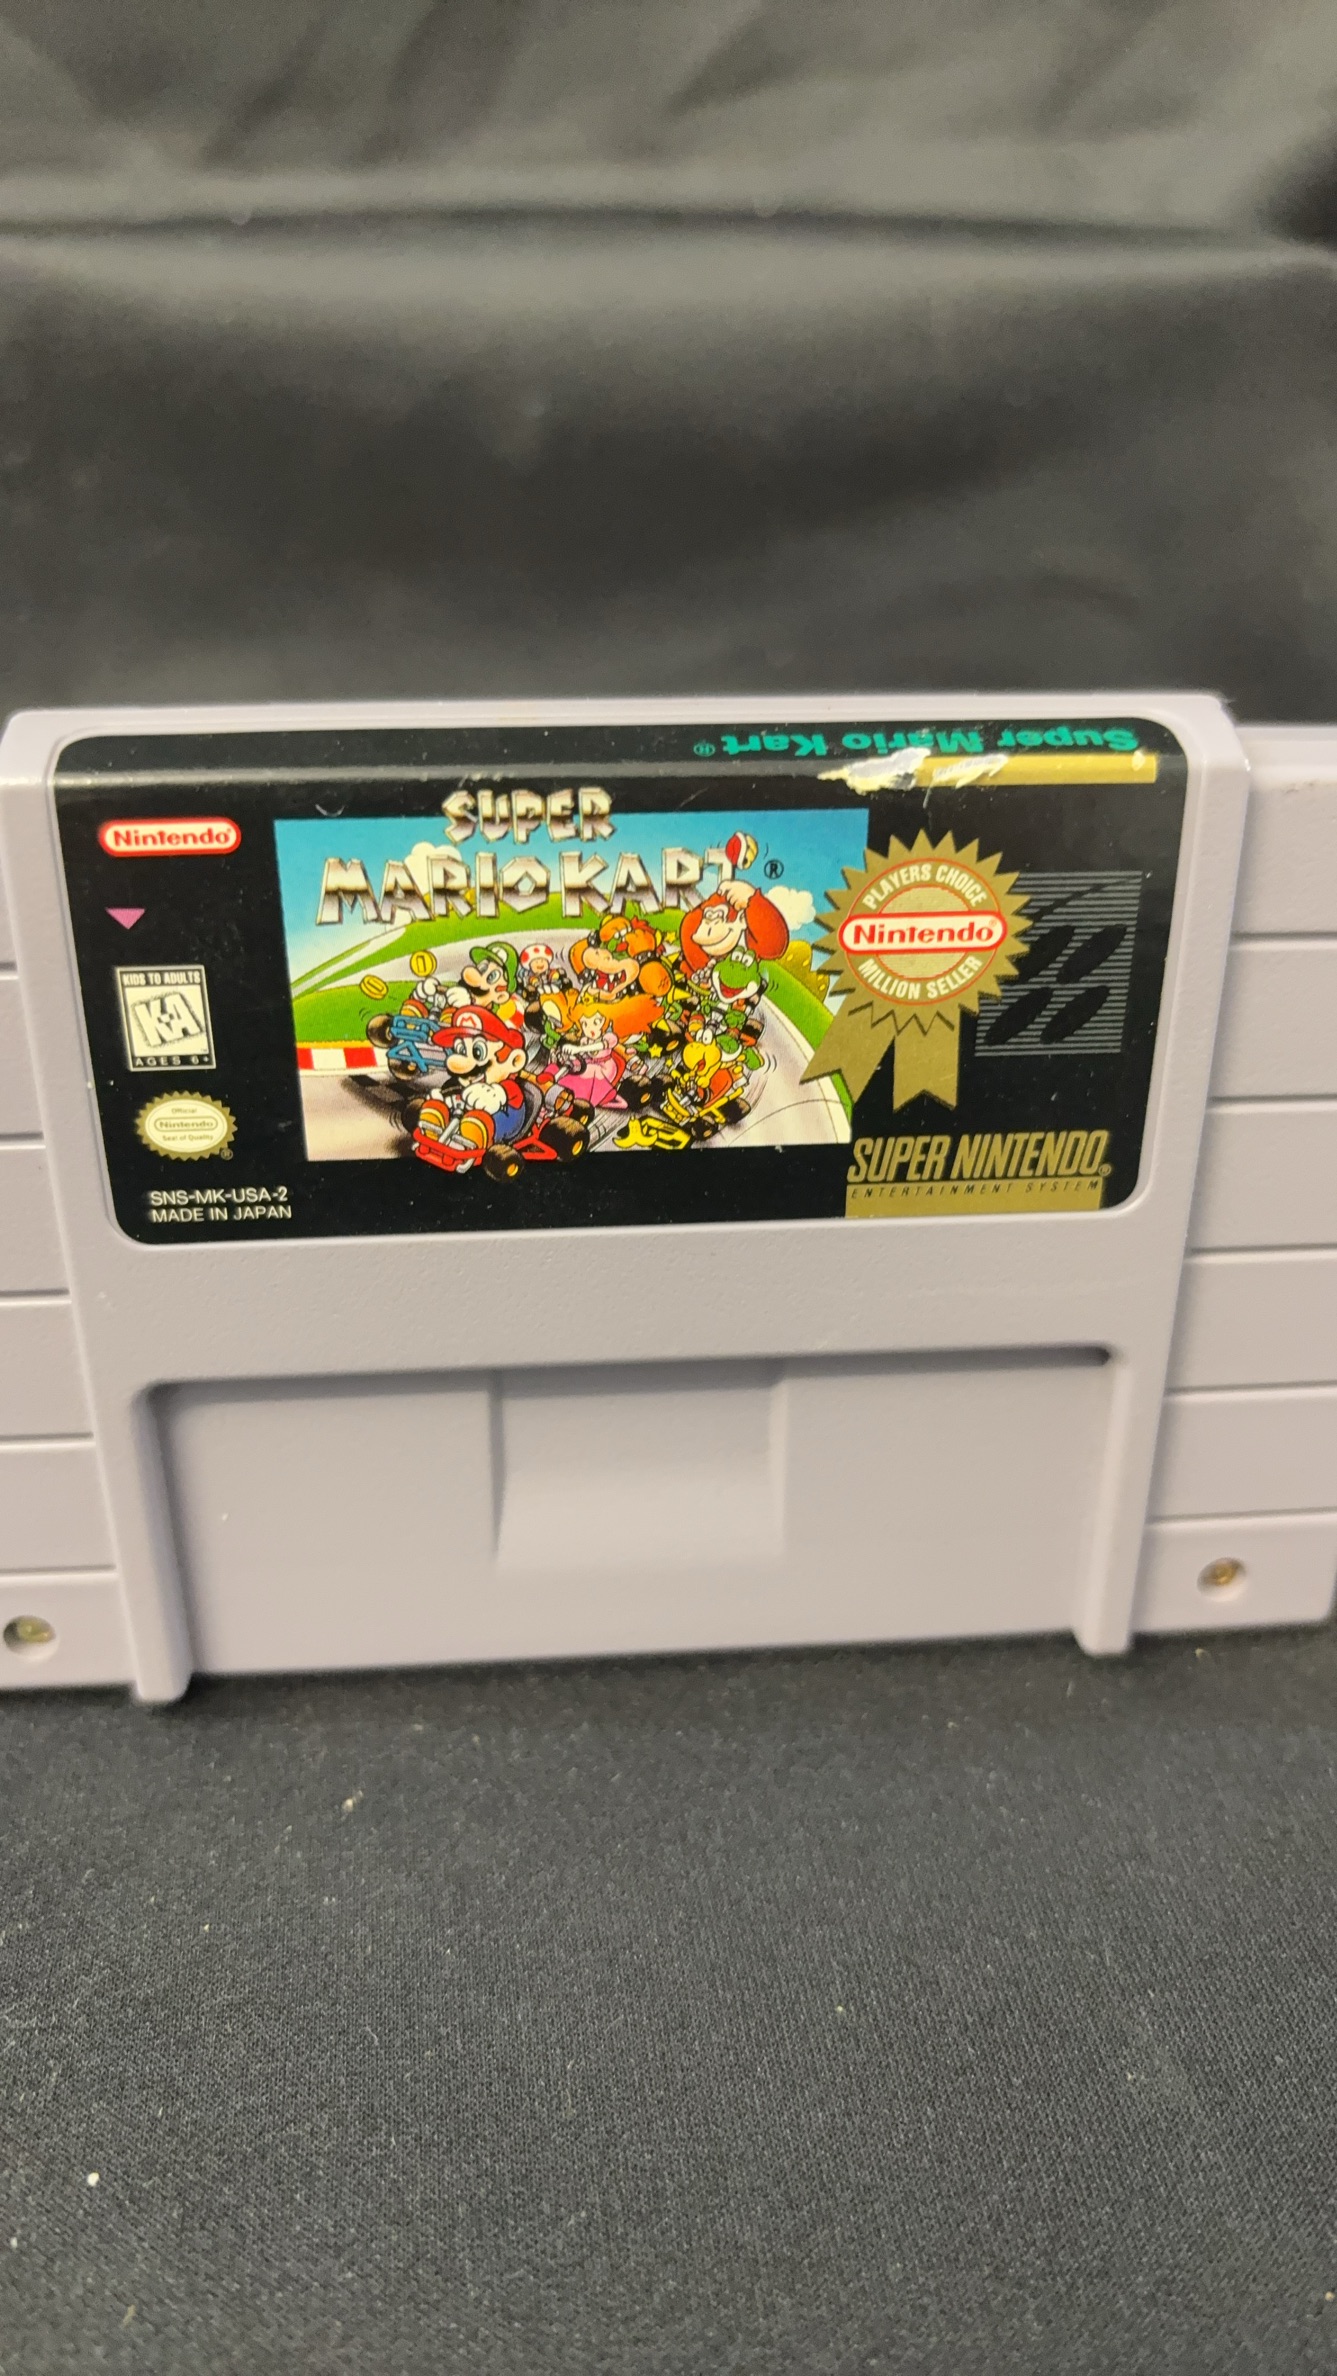 Super Mario Kart®
Nintendo®
SUPER
MARIO KART®
PLAYERS CHOICE
Nintendo®
MILLION SELLER
KIDS TO ADULTS
K-A
AGES 6+
Official
Nintendo
Seal of Quality
®
SUPER NINTENDO®
ENTERTAINMENT SYSTEM
SNS-MK-USA-2
MADE IN JAPAN